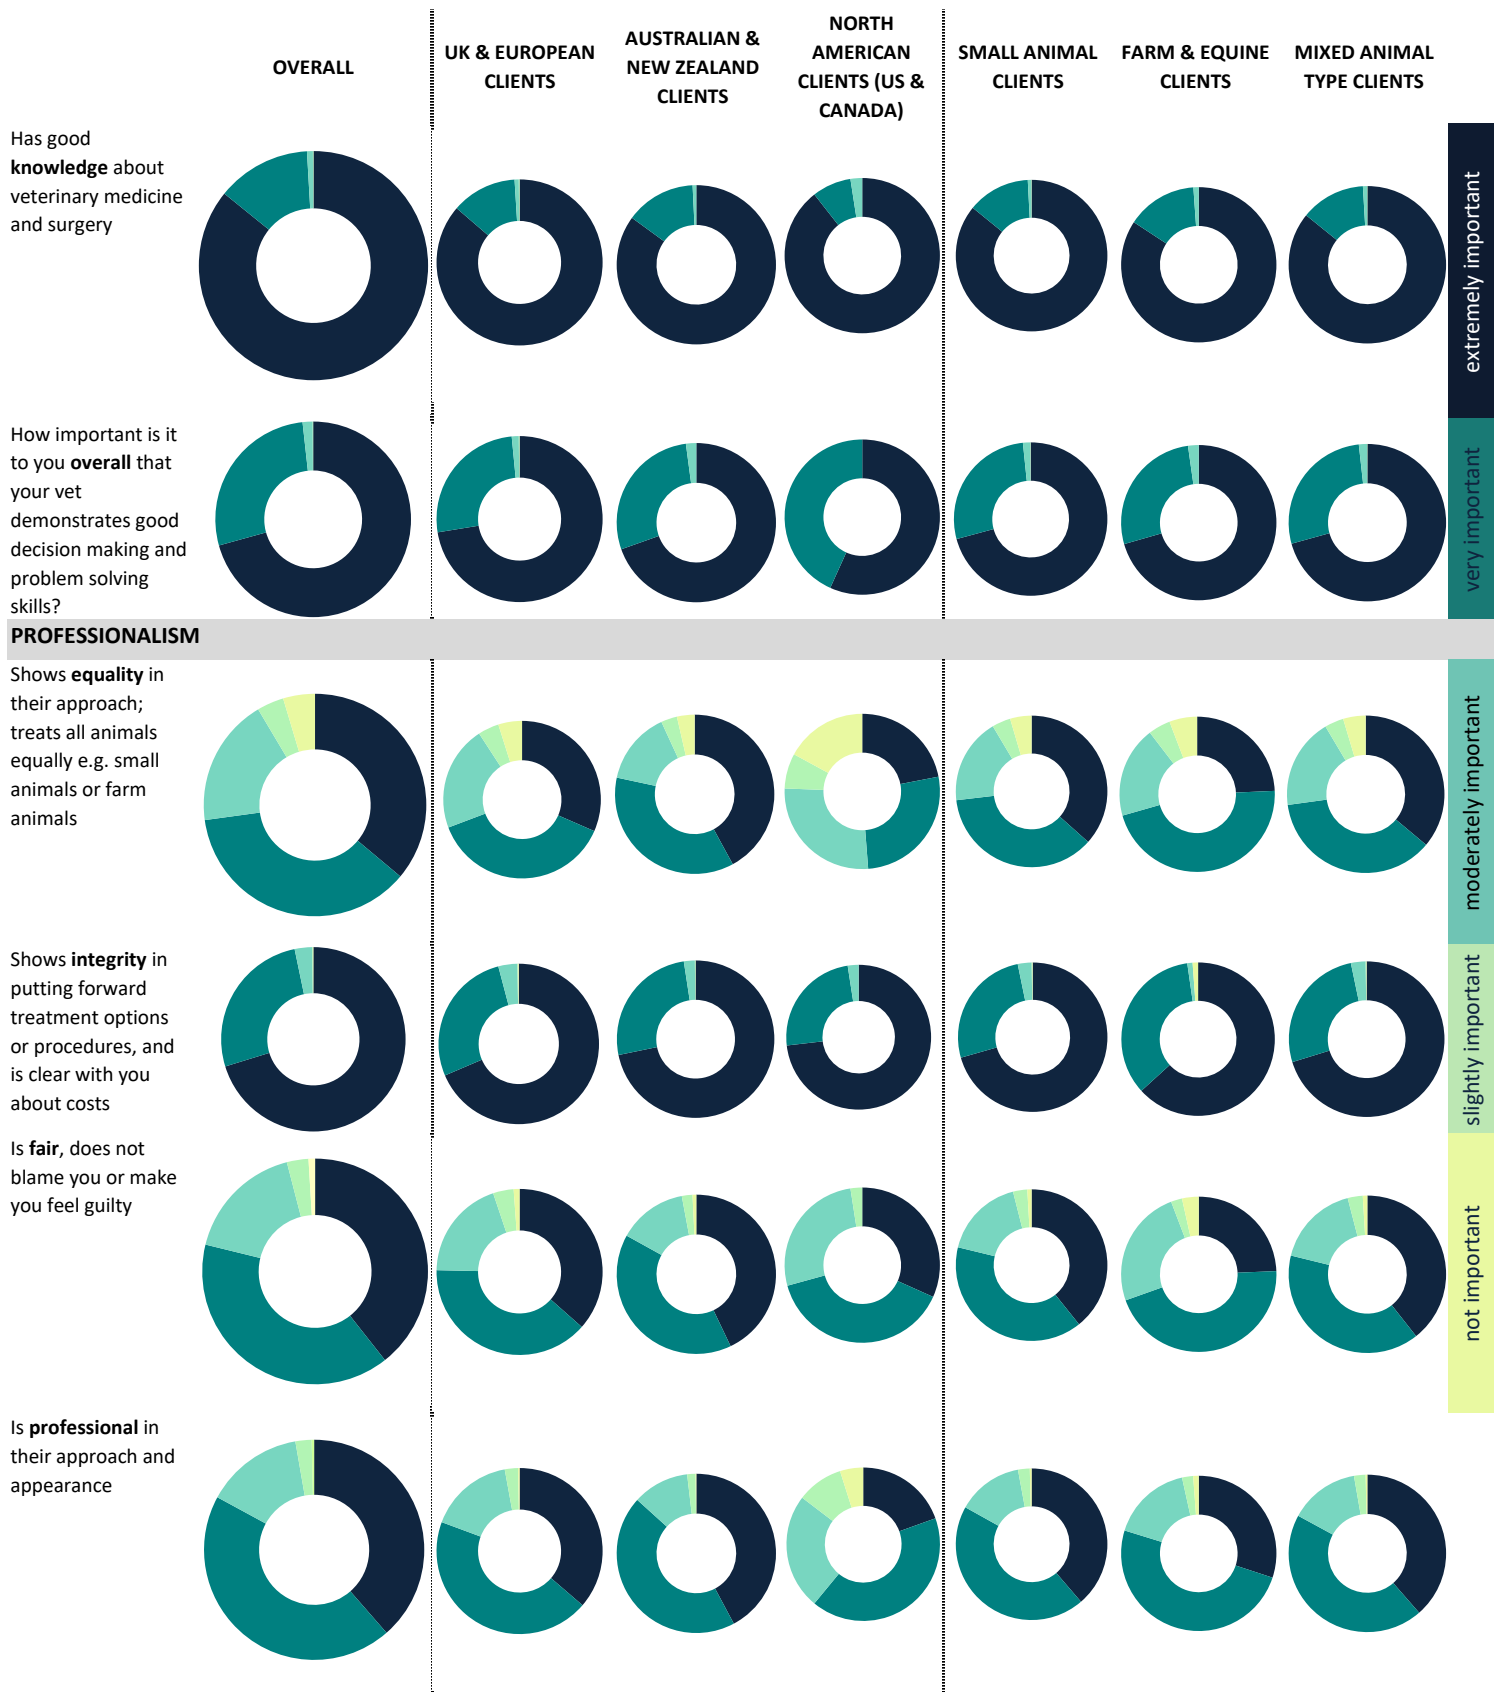 OVERALL
UK & EUROPEAN
CLIENTS
AUSTRALIAN &
NEW ZEALAND
CLIENTS
NORTH
AMERICAN
CLIENTS (US &
CANADA)
SMALL ANIMAL
CLIENTS
FARM & EQUINE
CLIENTS
MIXED ANIMAL
TYPE CLIENTS
Has good
knowledge about
veterinary medicine
and surgery
extremely important
How important is it
to you overall that
your vet
demonstrates good
decision making and
problem solving
skills?
very important
PROFESSIONALISM
Shows equality in
their approach;
treats all animals
equally e.g. small
animals or farm
animals
moderately important
Shows integrity in
putting forward
treatment options
or procedures, and
is clear with you
about costs
slightly important
Is fair, does not
blame you or make
you feel guilty
not important
Is professional in
their approach and
appearance